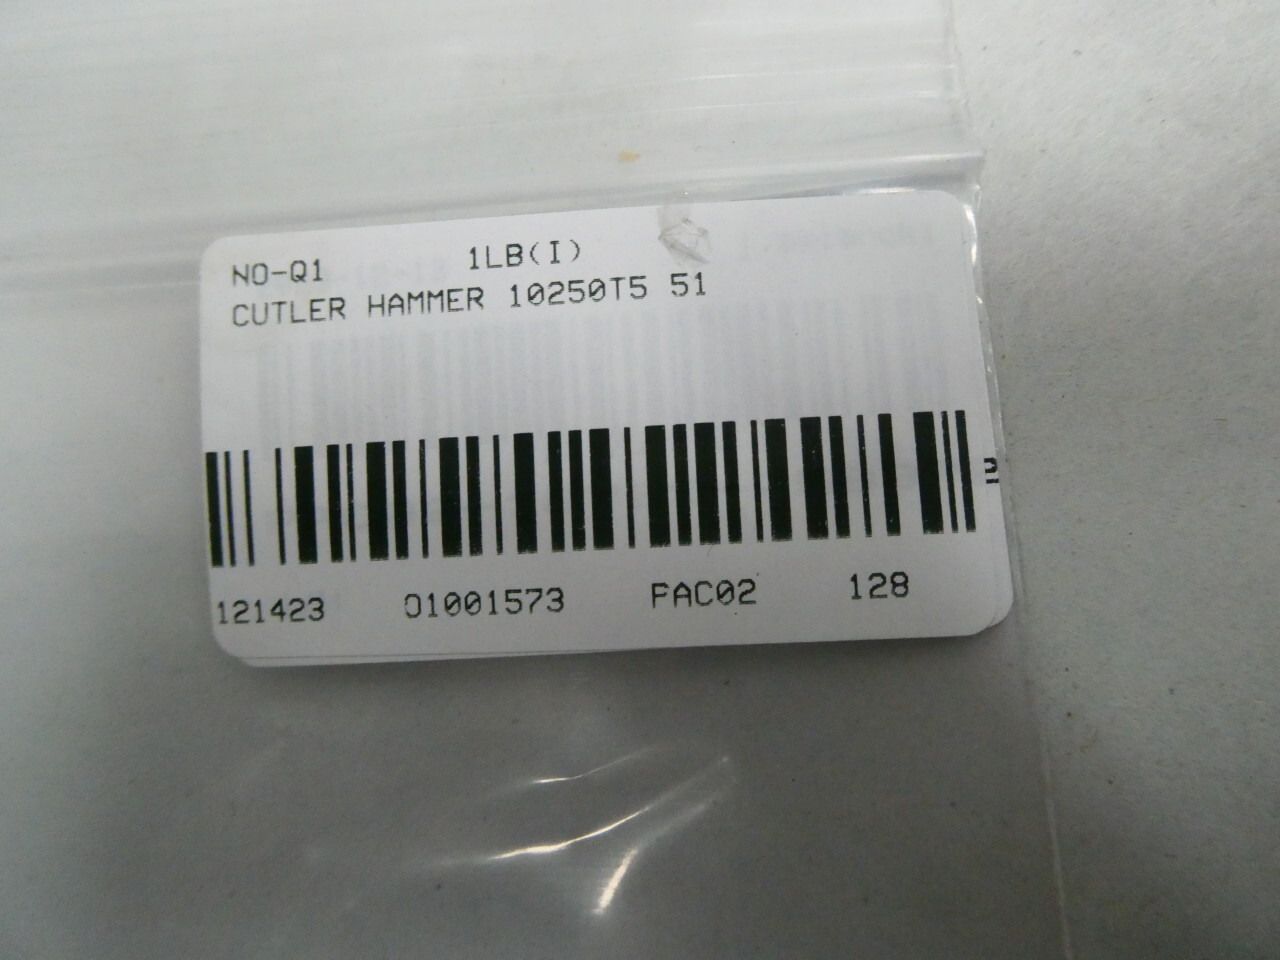 NO-Q1 1LB(I)
CUTLER HAMMER 10250T5 51
121423 01001573 FAC02 128